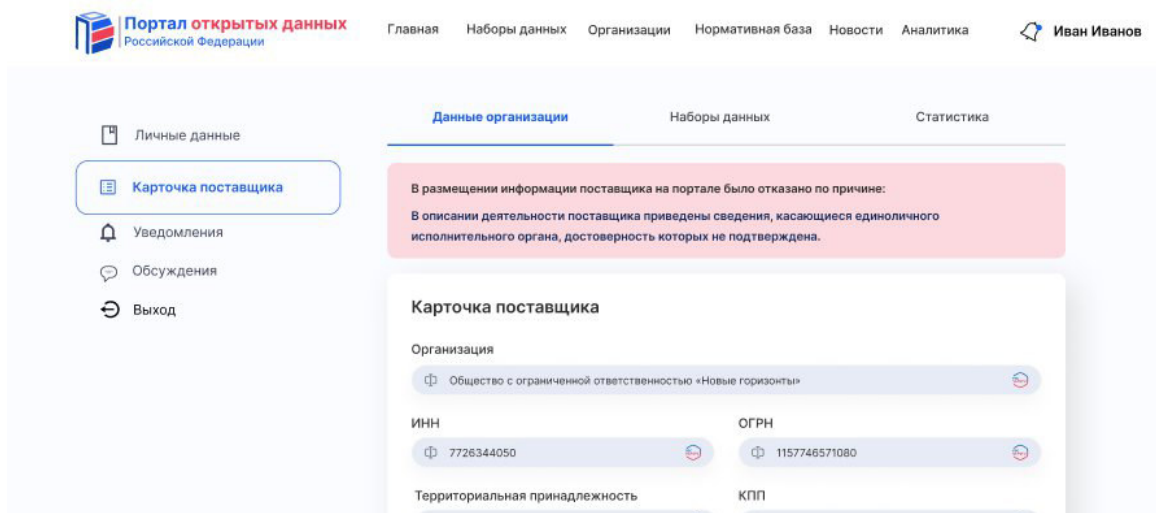 Портал открытых данных
Российской Федерации
Главная Наборы данных Организации Нормативная база Новости Аналитика Иван Иванов
Личные данные
Карточка поставщика
Уведомления
Обсуждения
Выход
Данные организации Наборы данных Статистика
В размещении информации поставщика на портале было отказано по причине:
В описании деятельности поставщика приведены сведения, касающиеся единоличного
исполнительного органа, достоверность которых не подтверждена.
Карточка поставщика
Организация
Общество с ограниченной ответственностью «Новые горизонты»
ИНН ОГРН
7726344050 1157746571080
Территориальная принадлежность КПП